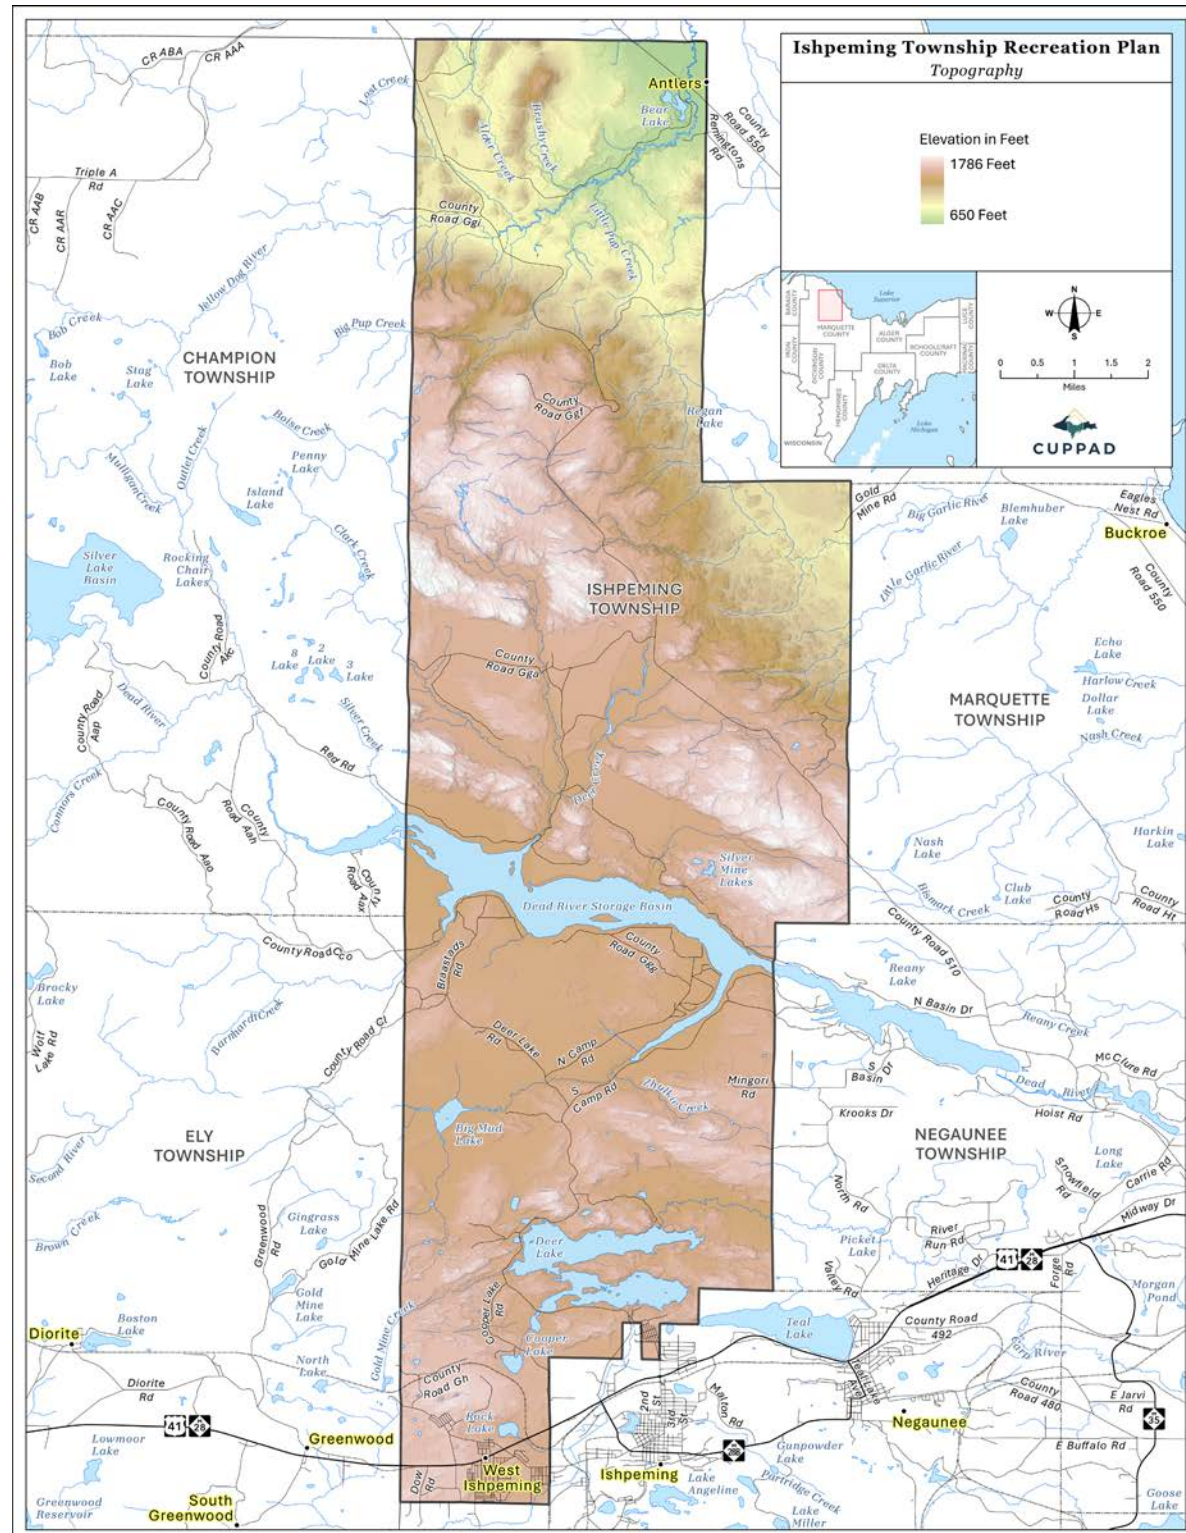 Ishpeming Township Recreation Plan
Topography
Elevation in Feet
1786 Feet
650 Feet
BARAGA COUNTY
Lake Superior
MARQUETTE COUNTY
ALGER COUNTY
LUCE COUNTY
IRON COUNTY
DICKINSON COUNTY
SCHOOLCRAFT COUNTY
MACKINAC COUNTY
DELTA COUNTY
MENOMINEE COUNTY
Lake Michigan
WISCONSIN
N
W
E
S
0 0.5 1 2
Miles
CUPPAD
CR ABA
CR AAA
Lost Creek
Antlers
Bear
Lake
County
Road 550
Remingtons
Rd
Alder Creek
Brushy Creek
Triple A
Rd
CR AAB
CR AAR
CR AAC
County
Road Ggi
Little Pup Creek
Yellow Dog River
Bob Creek
Big Pup Creek
Bob
Lake
Stag
Lake
CHAMPION
TOWNSHIP
County
Road Ggf
Regan
Lake
Boise Creek
Outlet Creek
Mulligan Creek
Penny
Lake
Island
Lake
Clark Creek
Gold
Mine Rd
Big Garlic River
Blemhuber
Lake
Eagles
Nest Rd
Buckroe
Silver
Lake
Basin
Rocking
Chair
Lakes
Little Garlic River
County
Road 550
ISHPEMING
TOWNSHIP
County Road
AKc
8
Lake
2
Lake
3
Lake
County
Road Gga
Echo
Lake
Harlow Creek
Dollar
Lake
Nash Creek
MARQUETTE
TOWNSHIP
County Road
Aap
Dead River
Silver Creek
Red Rd
Connors Creek
Deer Creek
County
Road Aao
County
Road Aah
County
Road Aax
Silver
Mine
Lakes
Nash
Lake
Harkin
Lake
Dead River Storage Basin
Bismark Creek
Club
Lake
County
Road Hs
County
Road Ht
County Road Co
Braastads
Rd
County
Road Ggg
County Road 510
Brocky
Lake
Reany
Lake
N Basin Dr
Reany Creek
Wolf
Lake Rd
Barnhardt Creek
County Road Cl
Deer Lake
Rd
N Camp
Rd
S
Camp Rd
Zhulkie Creek
Mingori
Rd
S
Basin Dr
McClure Rd
Dead River
Hoist Rd
Krooks Dr
Big Mud
Lake
ELY
TOWNSHIP
NEGAUNEE
TOWNSHIP
Second River
Long
Lake
Snowfield
Rd
Carrie Rd
North Rd
Midway Dr
Brown Creek
Greenwood
Rd
Gingrass
Lake
Gold Mine Lake Rd
Deer
Lake
Picket
Lake
River
Run Rd
Heritage Dr
41
28
Forge
Rd
Valley Rd
Morgan
Pond
Gold
Mine
Lake
Cooper Lake
Rd
Boston
Lake
Diorite
Gold Mine Creek
Cooper
Lake
Teal
Lake
County Road
492
Carp River
North
Lake
Diorite
Rd
County
Road Gh
Teal Lake
Ave
County
Road 480
E Jarvi
Rd
35
2nd
St
3rd
St
Malton
Rd
Negaunee
41
28
Rock
Lake
Lowmoor
Lake
Greenwood
28B
Gunpowder
Lake
E Buffalo Rd
Dow
Rd
West
Ishpeming
Ishpeming
Lake
Angeline
Partridge Creek
Goose
Lake
Greenwood
Reservoir
South
Greenwood
Lake
Miller